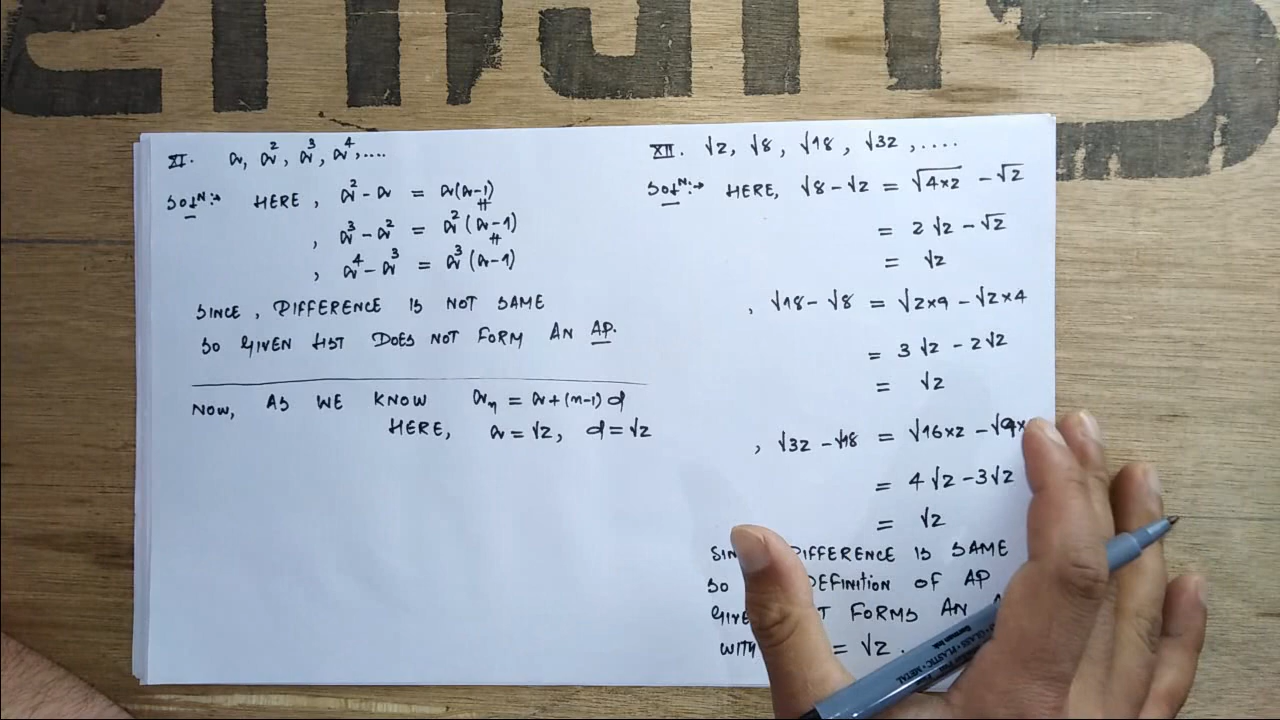 XI. a, a², a³, a⁴, ....
SOLN:→ HERE, a² - a = a(a-1)
, a³ - a² = a²(a-1)
, a⁴ - a³ = a³(a-1)
SINCE, DIFFERENCE IS NOT SAME
SO GIVEN LIST DOES NOT FORM AN AP.
NOW, AS WE KNOW aₙ = a+(n-1)d
HERE, a = √2, d = √2
XII. √2, √8, √18, √32, ....
SOLN:→ HERE, √8 - √2 = √4×2 - √2
= 2√2 - √2
= √2
, √18 - √8 = √2×9 - √2×4
= 3√2 - 2√2
= √2
, √32 - √18 = √16×2 - √9×
= 4√2 - 3√2
= √2
DIFFERENCE IS SAME
SO DEFINITION OF AP
FORMS AN
WITH = √2.